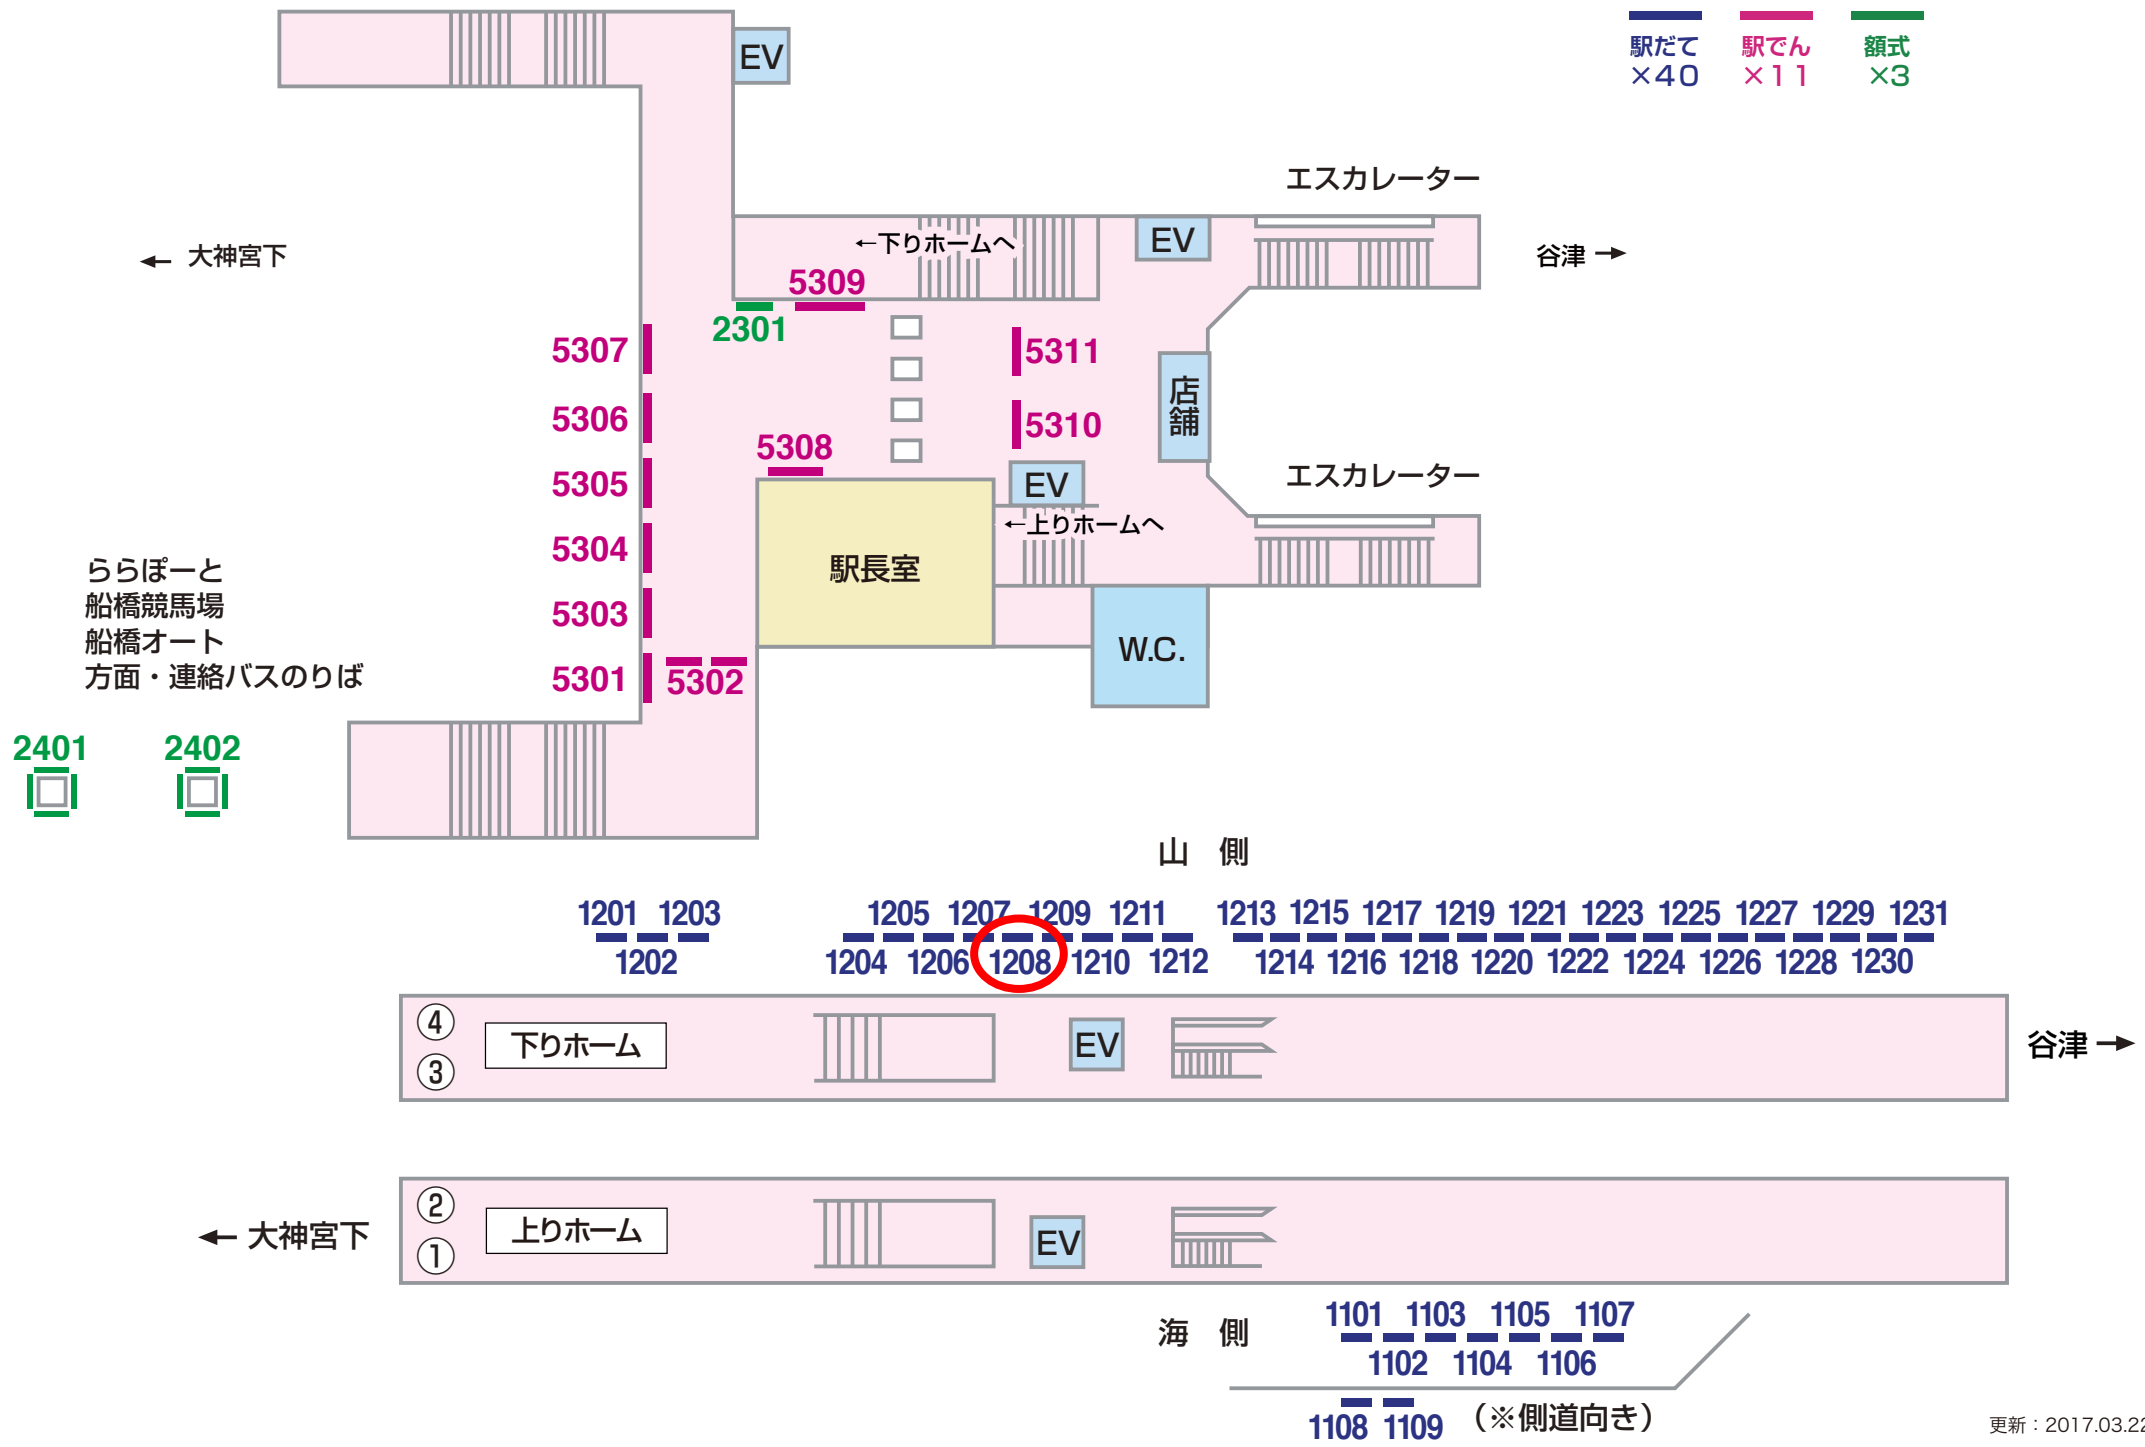 駅だて
×40
駅でん
×11
額式
×3
EV
エスカレーター
← 大神宮下
←下りホームへ
EV
谷津 →
5309
2301
5307
5311
5306
5310
店舗
5308
5305
EV
エスカレーター
←上りホームへ
5304
駅長室
ららぽーと
船橋競馬場
船橋オート
方面・連絡バスのりば
5303
W.C.
5301
5302
2401
2402
山 側
1201 1203 1205 1207 1209 1211 1213 1215 1217 1219 1221 1223 1225 1227 1229 1231
1202 1204 1206 1208 1210 1212 1214 1216 1218 1220 1222 1224 1226 1228 1230
④
下りホーム
EV
③
谷津 →
②
上りホーム
EV
①
← 大神宮下
海 側
1101 1103 1105 1107
1102 1104 1106
1108 1109 (※側道向き)
更新：2017.03.22